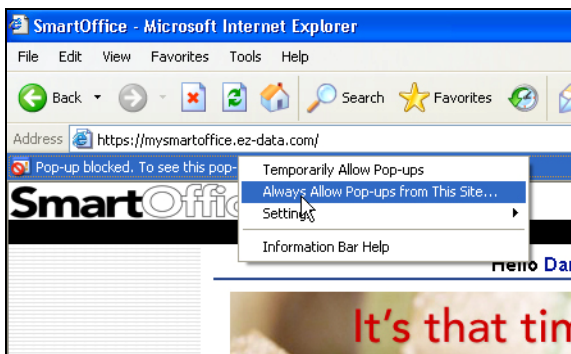 SmartOffice - Microsoft Internet Explorer
File Edit View Favorites Tools Help
Back Search Favorites
Address https://mysmartoffice.ez-data.com/
Pop-up blocked. To see this pop-
Temporarily Allow Pop-ups
Always Allow Pop-ups from This Site...
Settings
Information Bar Help
SmartOffic
Hello Dar
It's that tim